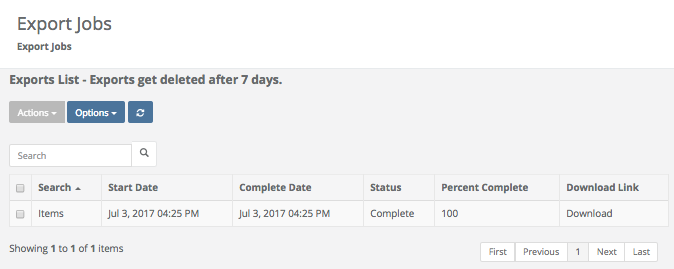 Export Jobs
Export Jobs
Exports List - Exports get deleted after 7 days.
Actions Options
Search
Search Start Date Complete Date Status Percent Complete Download Link
Items Jul 3, 2017 04:25 PM Jul 3, 2017 04:25 PM Complete 100 Download
Showing 1 to 1 of 1 items First Previous 1 Next Last